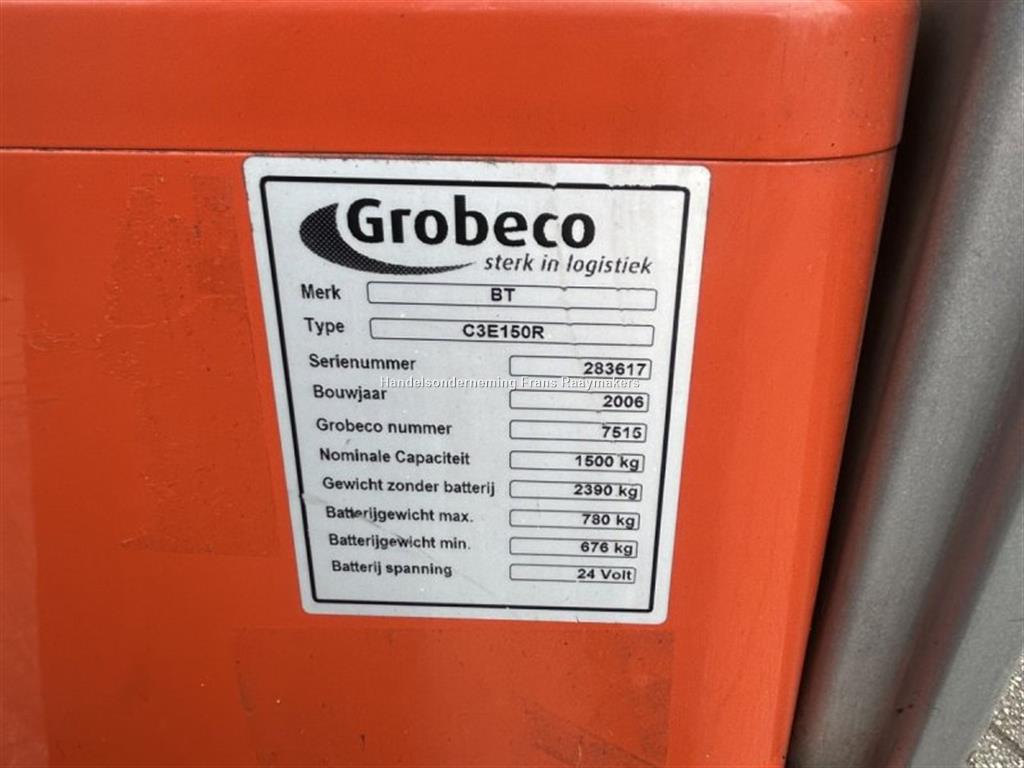 Grobeco
sterk in logistiek
Merk BT
Type C3E150R
Serienummer 283617
Handelsonderneming Frans Raaymakers
Bouwjaar 2006
Grobeco nummer 7515
Nominale Capaciteit 1500 kg
Gewicht zonder batterij 2390 kg
Batterijgewicht max. 780 kg
Batterijgewicht min. 676 kg
Batterij spanning 24 Volt